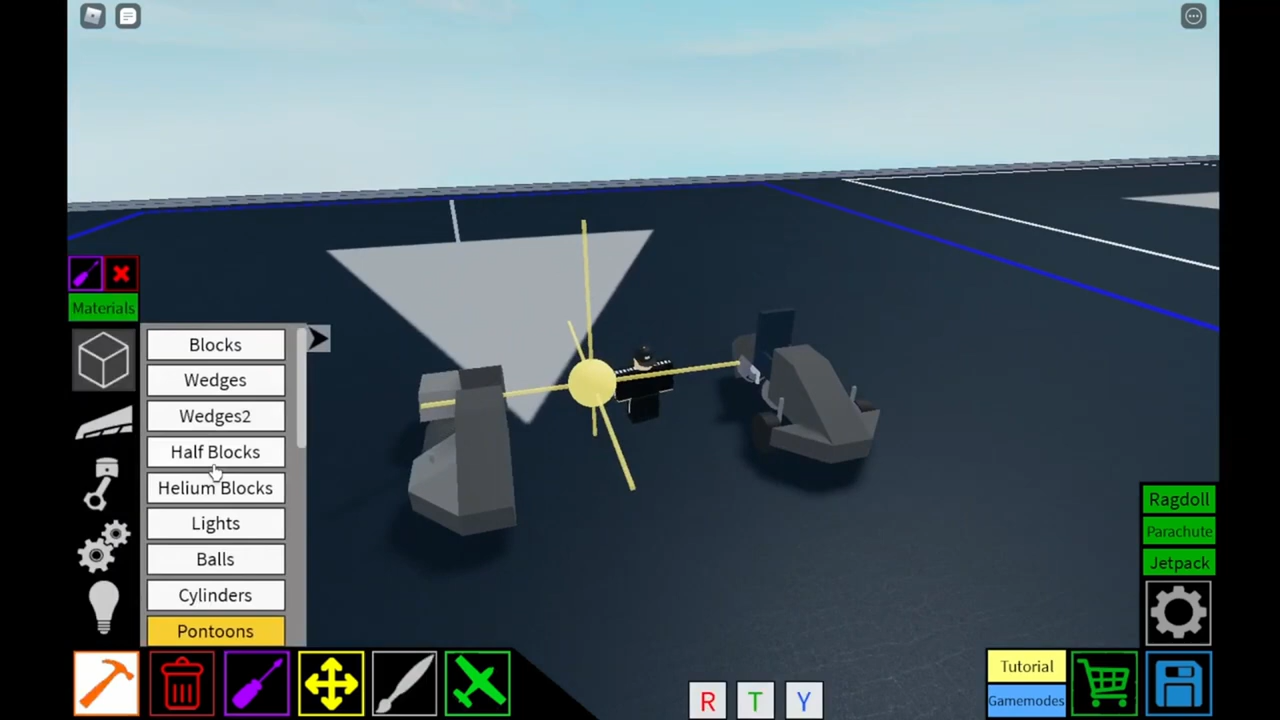 Materials
Blocks
Wedges
Wedges2
Half Blocks
Helium Blocks
Lights
Balls
Cylinders
Pontoons
Ragdoll
Parachute
Jetpack
Tutorial
Gamemodes
R T Y